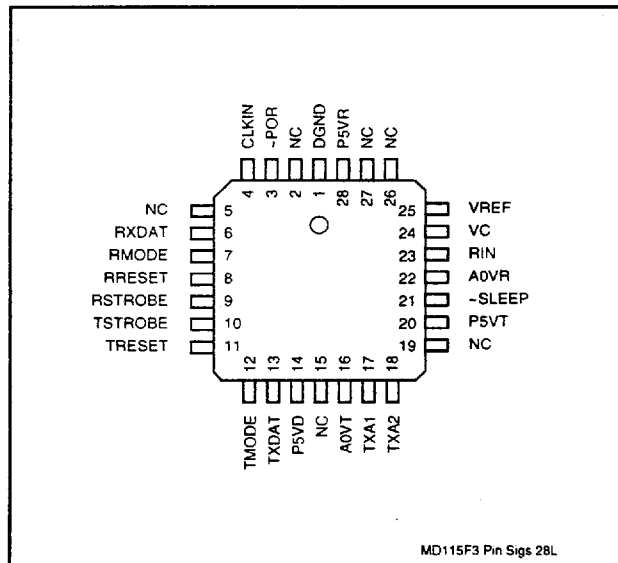 CLKIN ~POR NC DGND P5VR NC NC
4 3 2 1 28 27 26
NC 5
RXDAT 6
RMODE 7
RRESET 8
RSTROBE 9
TSTROBE 10
TRESET 11
25 VREF
24 VC
23 RIN
22 A0VR
21 ~SLEEP
20 P5VT
19 NC
12 13 14 15 16 17 18
TMODE TXDAT P5VD NC A0VT TXA1 TXA2
MD115F3 Pin Sigs 28L